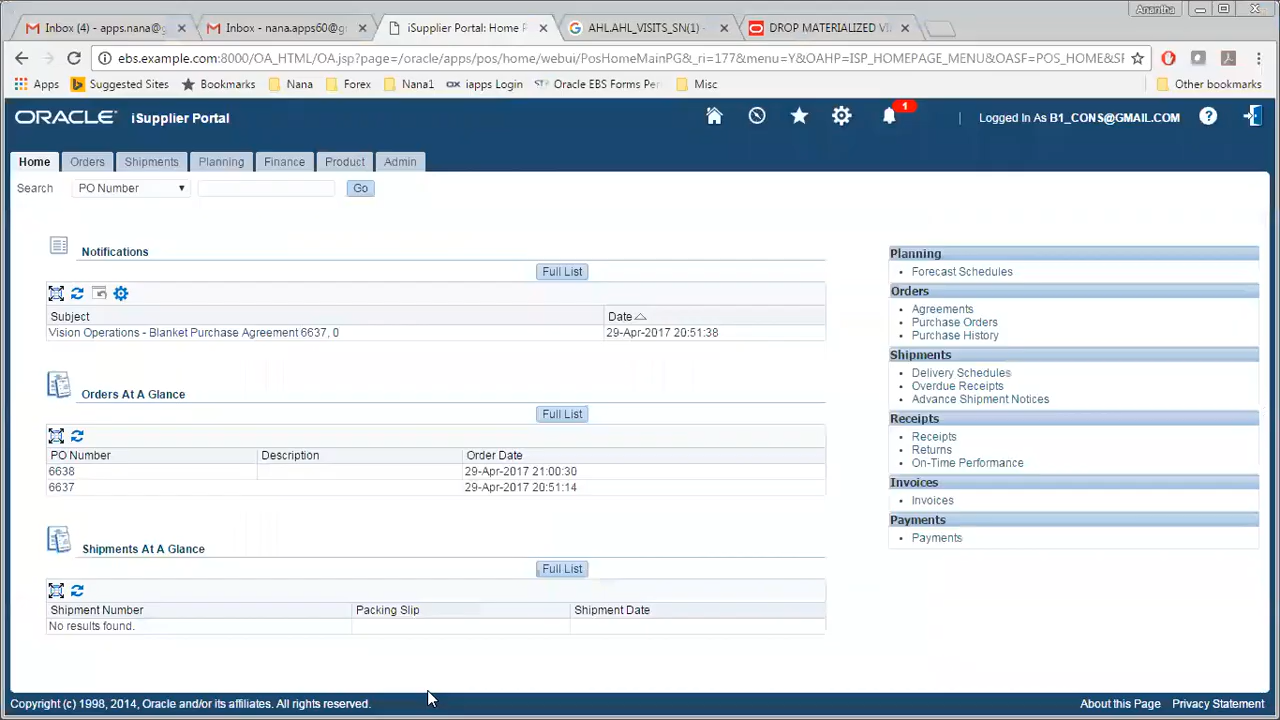 Anantha
Inbox (4) - apps.nana@g
Inbox - nana.apps60@gr
iSupplier Portal: Home P
AHLAHL_VISITS_SN(1) -
DROP MATERIALIZED VI
ebs.example.com:8000/OA_HTML/OA.jsp?page=/oracle/apps/pos/home/webui/PosHomeMainPG&_ri=177&menu=Y&OAHP=ISP_HOMEPAGE_MENU&OASF=POS_HOME&SF
Apps
Suggested Sites
Bookmarks
Nana
Forex
Nana1
iapps Login
Oracle EBS Forms Per
Misc
Other bookmarks
ORACLE iSupplier Portal
1
Logged In As B1_CONS@GMAIL.COM
Home
Orders
Shipments
Planning
Finance
Product
Admin
Search PO Number Go
Notifications
Full List
Subject Date
Vision Operations - Blanket Purchase Agreement 6637, 0 29-Apr-2017 20:51:38
Orders At A Glance
Full List
PO Number Description Order Date
6638 29-Apr-2017 21:00:30
6637 29-Apr-2017 20:51:14
Shipments At A Glance
Full List
Shipment Number Packing Slip Shipment Date
No results found.
Planning
• Forecast Schedules
Orders
• Agreements
• Purchase Orders
• Purchase History
Shipments
• Delivery Schedules
• Overdue Receipts
• Advance Shipment Notices
Receipts
• Receipts
• Returns
• On-Time Performance
Invoices
• Invoices
Payments
• Payments
Copyright (c) 1998, 2014, Oracle and/or its affiliates. All rights reserved.
About this Page Privacy Statement